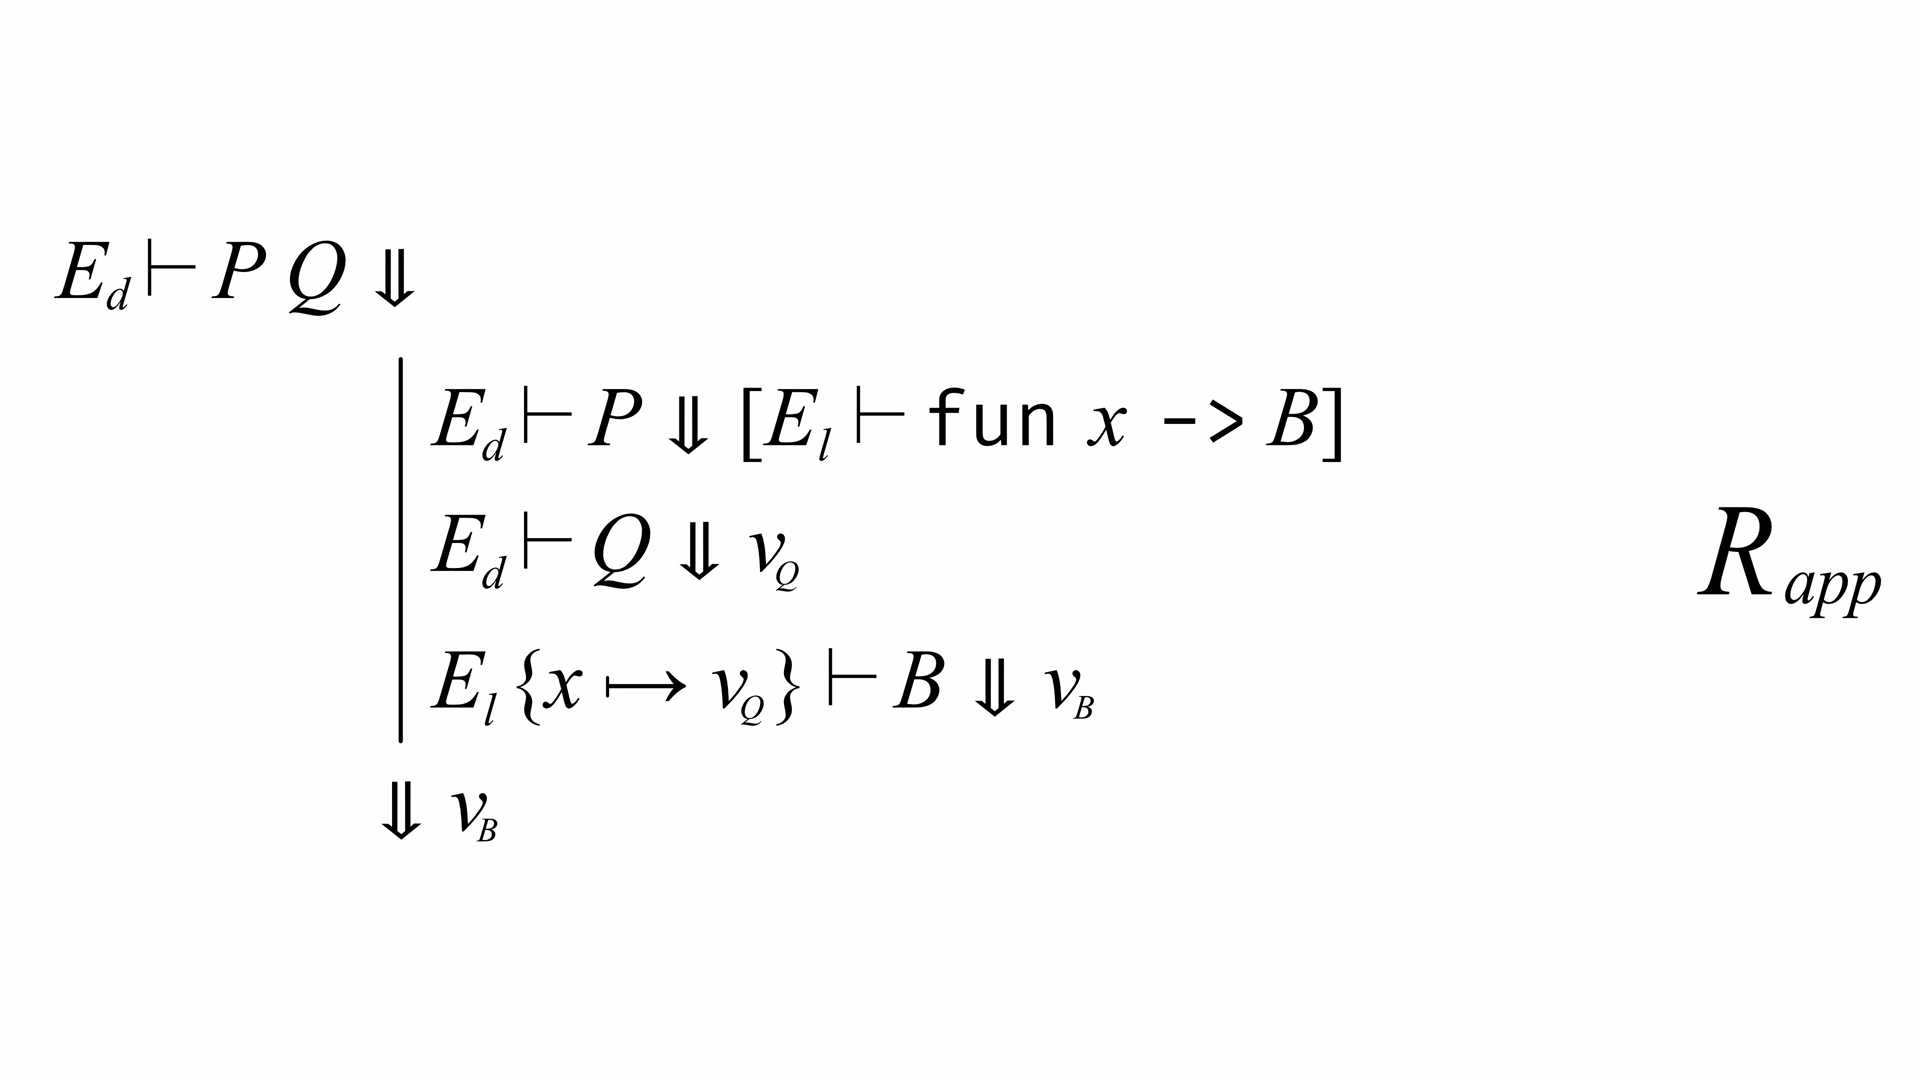 E_d ⊢ P Q ⇓
E_d ⊢ P ⇓ [E_l ⊢ fun x -> B]
E_d ⊢ Q ⇓ v_Q
R_app
E_l {x ↦ v_Q} ⊢ B ⇓ v_B
⇓ v_B